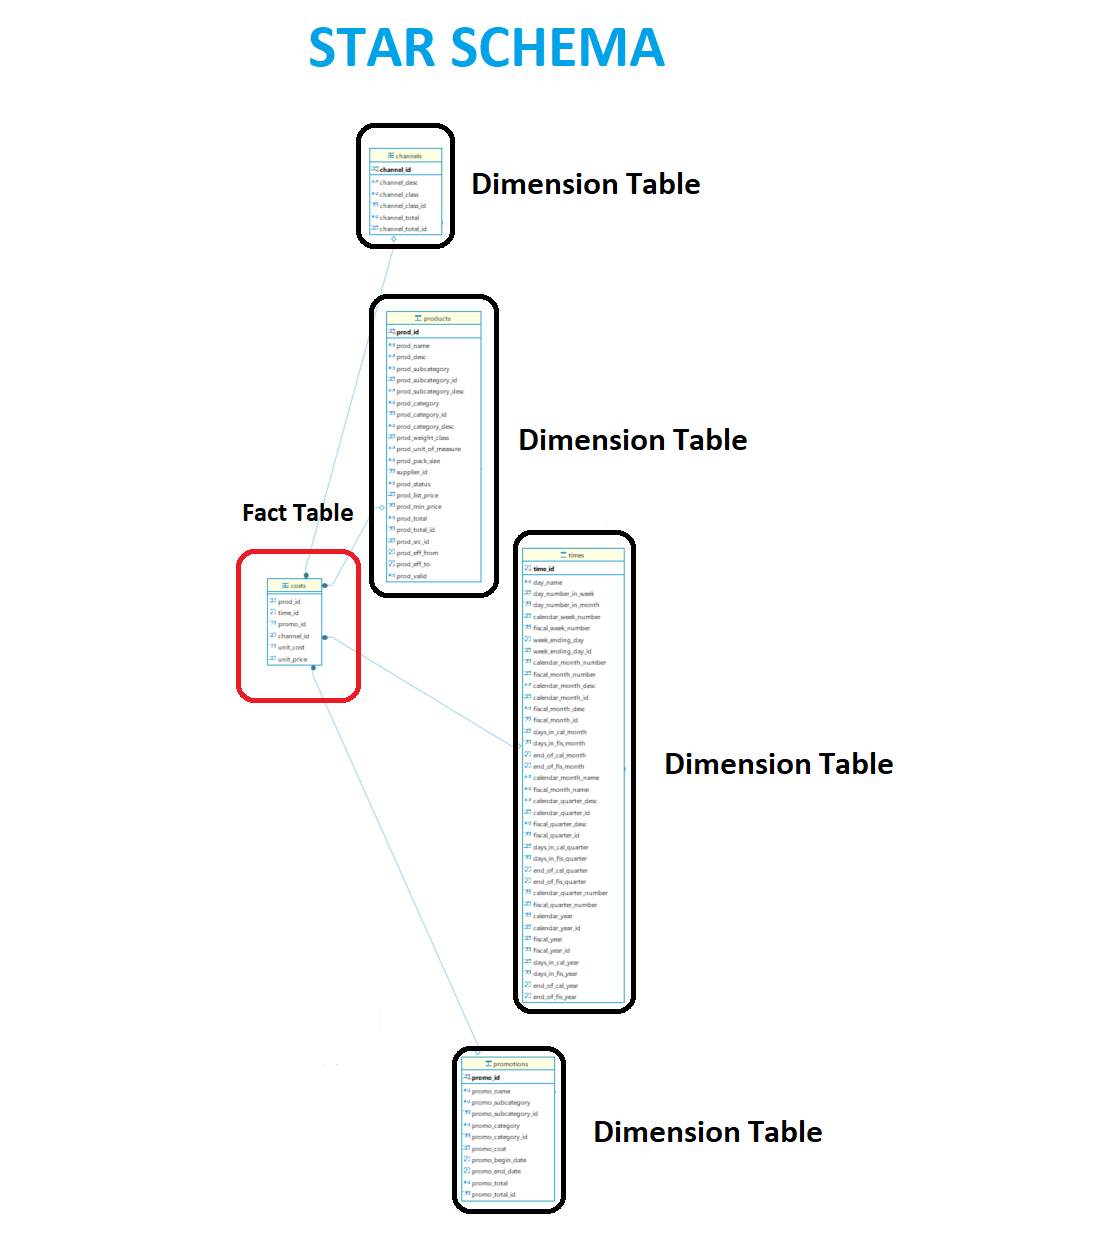 STAR SCHEMA
channels
channel_id
channel_desc
channel_class
channel_class_id
channel_total
channel_total_id
Dimension Table
products
prod_id
prod_name
prod_desc
prod_subcategory
prod_subcategory_id
prod_subcategory_desc
prod_category
prod_category_id
prod_category_desc
prod_weight_class
prod_unit_of_measure
prod_pack_size
supplier_id
prod_status
prod_list_price
prod_min_price
prod_total
prod_total_id
prod_src_id
prod_eff_from
prod_eff_to
prod_valid
Dimension Table
Fact Table
costs
prod_id
time_id
promo_id
channel_id
unit_cost
unit_price
times
time_id
day_name
day_number_in_week
day_number_in_month
calendar_week_number
fiscal_week_number
week_ending_day
week_ending_day_id
calendar_month_number
fiscal_month_number
calendar_month_desc
calendar_month_id
fiscal_month_desc
fiscal_month_id
days_in_cal_month
days_in_fis_month
end_of_cal_month
end_of_fis_month
calendar_month_name
fiscal_month_name
calendar_quarter_desc
calendar_quarter_id
fiscal_quarter_desc
fiscal_quarter_id
days_in_cal_quarter
days_in_fis_quarter
end_of_cal_quarter
end_of_fis_quarter
calendar_quarter_number
fiscal_quarter_number
calendar_year
calendar_year_id
fiscal_year
fiscal_year_id
days_in_cal_year
days_in_fis_year
end_of_cal_year
end_of_fis_year
Dimension Table
promotions
promo_id
promo_name
promo_subcategory
promo_subcategory_id
promo_category
promo_category_id
promo_cost
promo_begin_date
promo_end_date
promo_total
promo_total_id
Dimension Table